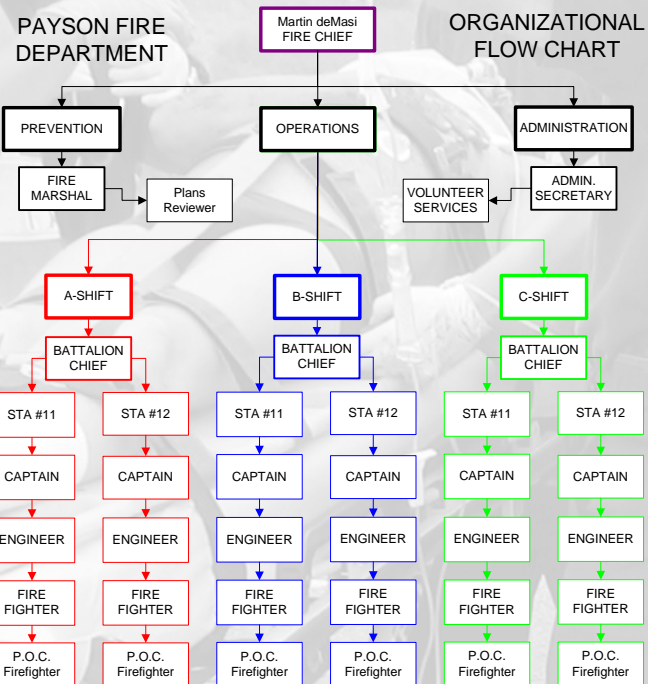 PAYSON FIRE
DEPARTMENT
Martin deMasi
FIRE CHIEF
ORGANIZATIONAL
FLOW CHART
PREVENTION
OPERATIONS
ADMINISTRATION
FIRE
MARSHAL
Plans
Reviewer
VOLUNTEER
SERVICES
ADMIN.
SECRETARY
A-SHIFT
B-SHIFT
C-SHIFT
BATTALION
CHIEF
BATTALION
CHIEF
BATTALION
CHIEF
STA #11
STA #12
STA #11
STA #12
STA #11
STA #12
CAPTAIN
CAPTAIN
CAPTAIN
CAPTAIN
CAPTAIN
CAPTAIN
ENGINEER
ENGINEER
ENGINEER
ENGINEER
ENGINEER
ENGINEER
FIRE
FIGHTER
FIRE
FIGHTER
FIRE
FIGHTER
FIRE
FIGHTER
FIRE
FIGHTER
FIRE
FIGHTER
P.O.C.
Firefighter
P.O.C.
Firefighter
P.O.C.
Firefighter
P.O.C.
Firefighter
P.O.C.
Firefighter
P.O.C.
Firefighter